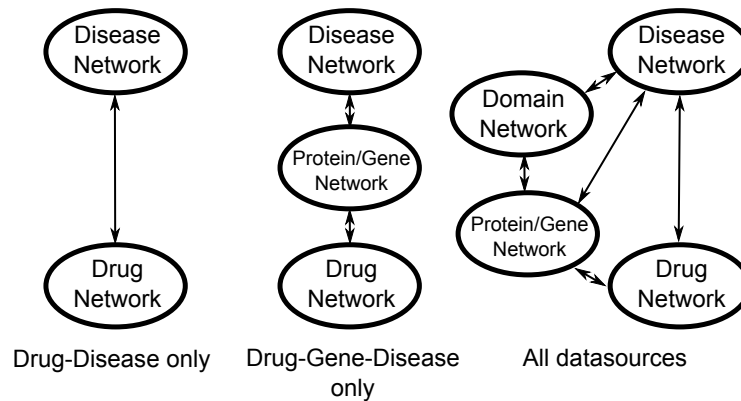 Disease
Network
Drug
Network
Drug-Disease only
Disease
Network
Protein/Gene
Network
Drug
Network
Drug-Gene-Disease
only
Disease
Network
Domain
Network
Protein/Gene
Network
Drug
Network
All datasources